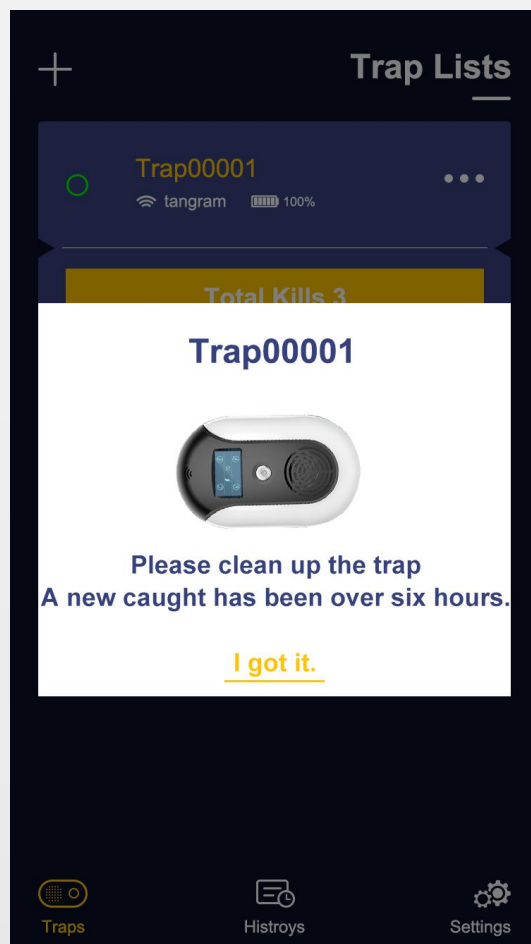 Trap Lists
Trap00001
tangram 100%
Total Kills 3
Trap00001
Please clean up the trap
A new caught has been over six hours.
I got it.
Traps
Histroys
Settings